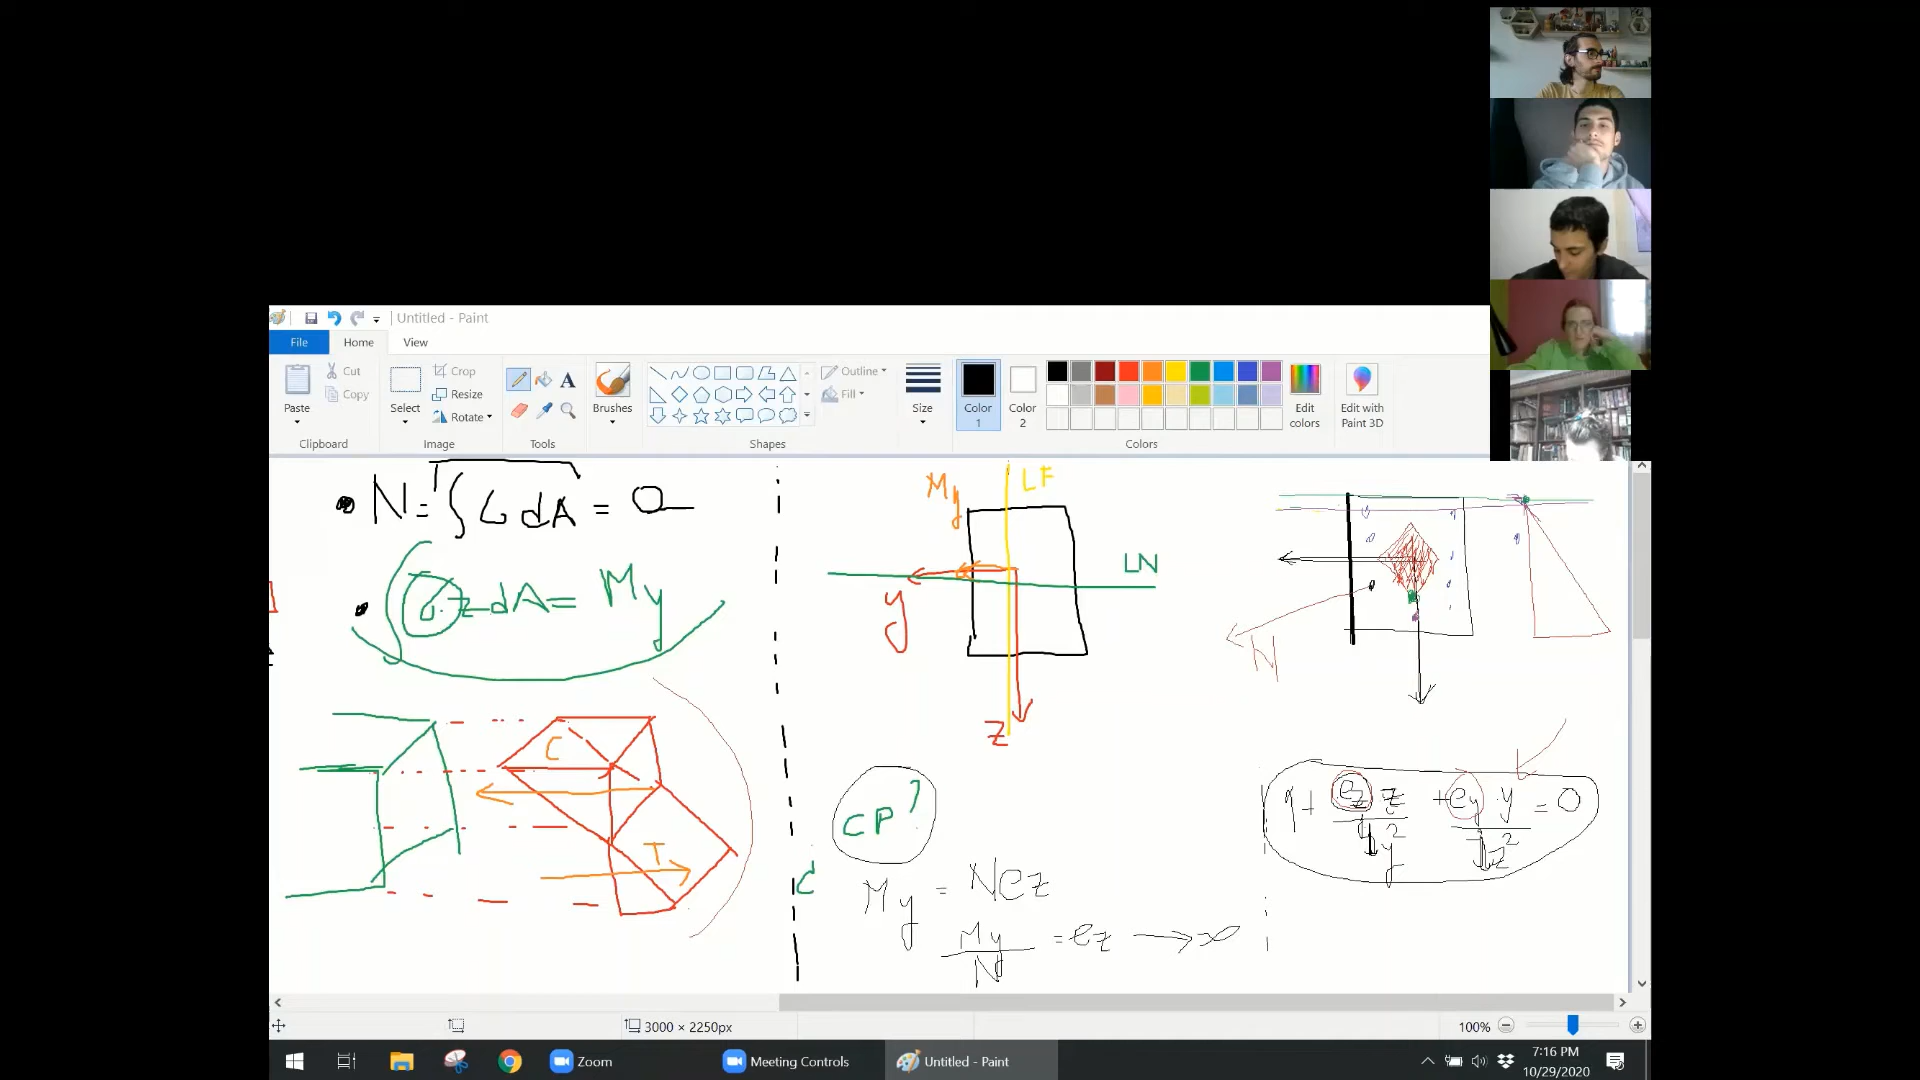 Untitled - Paint
File Home View
Paste
Cut
Copy
Clipboard
Select
Crop
Resize
Rotate
Image
Tools
Brushes
Shapes
Outline
Fill
Size
Color 1
Color 2
Colors
Edit colors
Edit with Paint 3D
N = ∫ σ dA = 0
∫ σ z dA = My
C
T
My
LF
LN
y
z
CP?
My = N ez
My / N = ez → ∞
N
1 + ez z / iy² + ey · y / iz² = 0
3000 × 2250px
100%
Zoom
Meeting Controls
Untitled - Paint
7:16 PM
10/29/2020